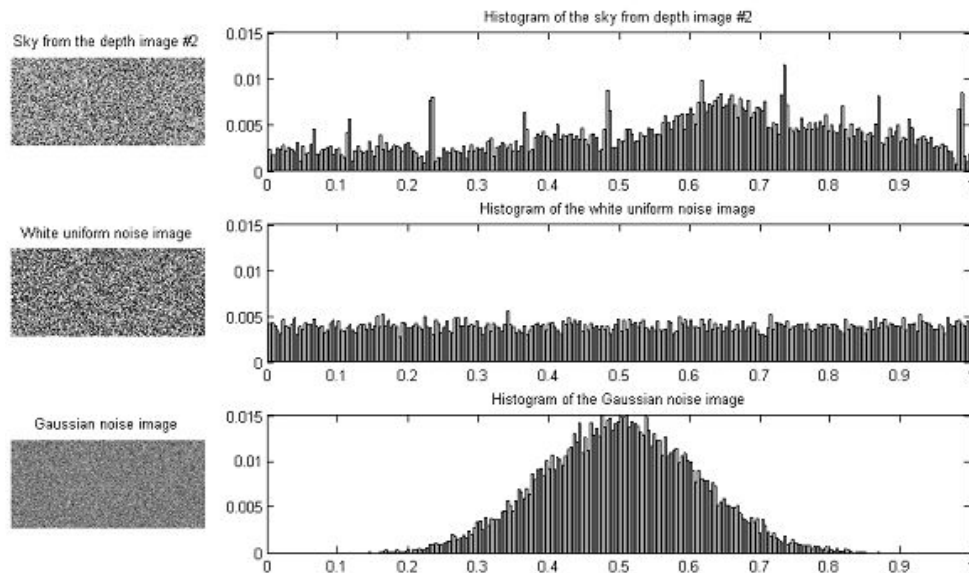 Histogram of the sky from depth image #2
Sky from the depth image #2
0.015
0.01
0.005
0
0 0.1 0.2 0.3 0.4 0.5 0.6 0.7 0.8 0.9
Histogram of the white uniform noise image
White uniform noise image
0.015
0.01
0.005
0
0 0.1 0.2 0.3 0.4 0.5 0.6 0.7 0.8 0.9
Histogram of the Gaussian noise image
Gaussian noise image
0.015
0.01
0.005
0
0 0.1 0.2 0.3 0.4 0.5 0.6 0.7 0.8 0.9